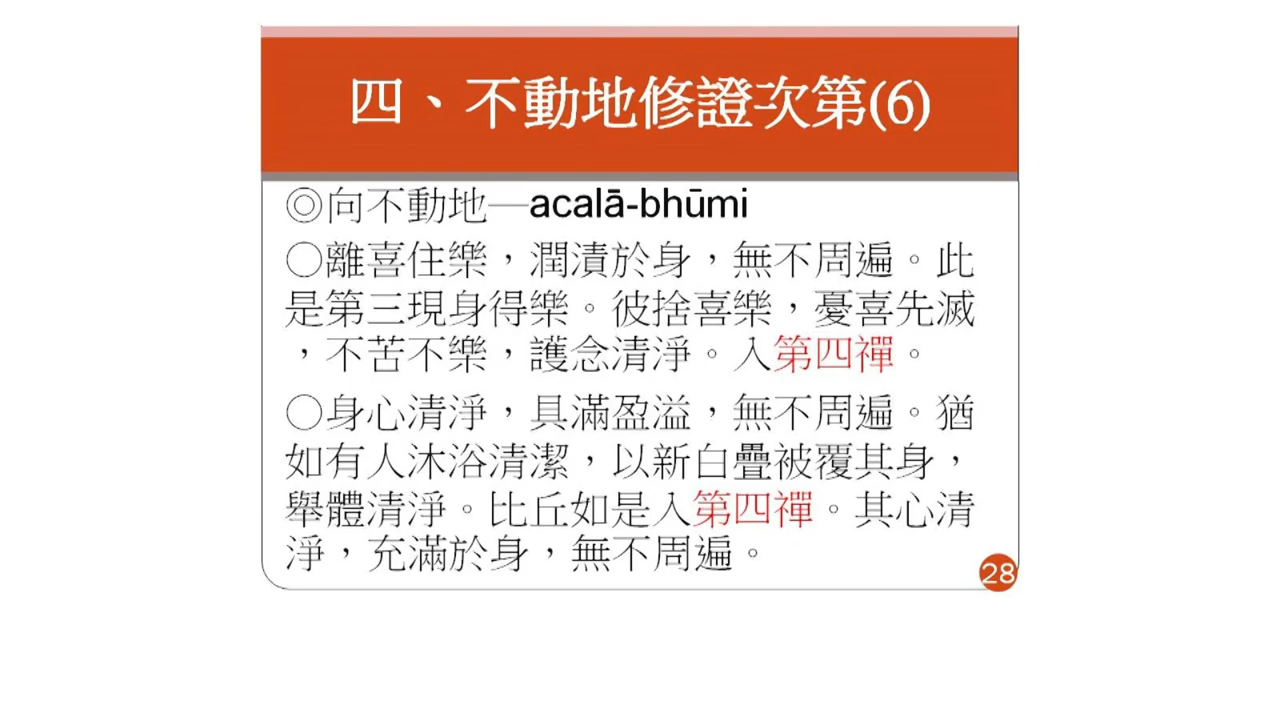 四、不動地修證次第(6)
◎向不動地—acalā-bhūmi
○離喜住樂，潤漬於身，無不周遍。此
是第三現身得樂。彼捨喜樂，憂喜先滅
，不苦不樂，護念清淨。入第四禪。
○身心清淨，具滿盈溢，無不周遍。猶
如有人沐浴清潔，以新白疊被覆其身，
舉體清淨。比丘如是入第四禪。其心清
淨，充滿於身，無不周遍。
28